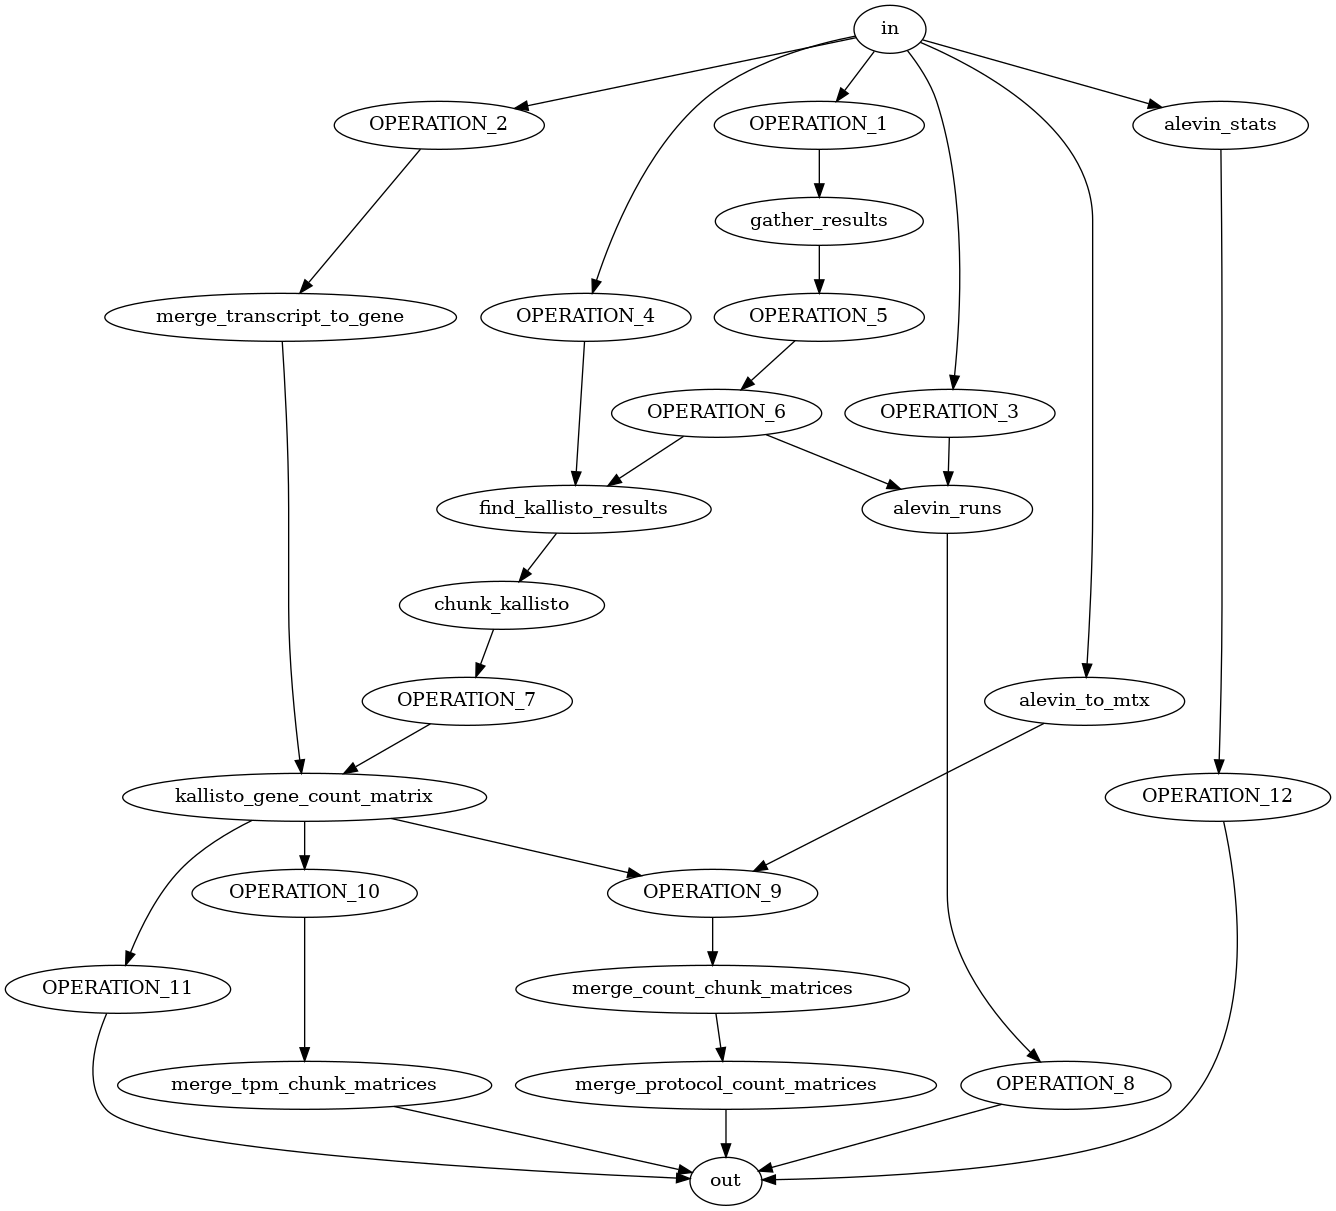 in
OPERATION_2
OPERATION_1
alevin_stats
gather_results
merge_transcript_to_gene
OPERATION_4
OPERATION_5
OPERATION_6
OPERATION_3
find_kallisto_results
alevin_runs
chunk_kallisto
OPERATION_7
alevin_to_mtx
kallisto_gene_count_matrix
OPERATION_12
OPERATION_10
OPERATION_9
OPERATION_11
merge_count_chunk_matrices
merge_tpm_chunk_matrices
merge_protocol_count_matrices
OPERATION_8
out